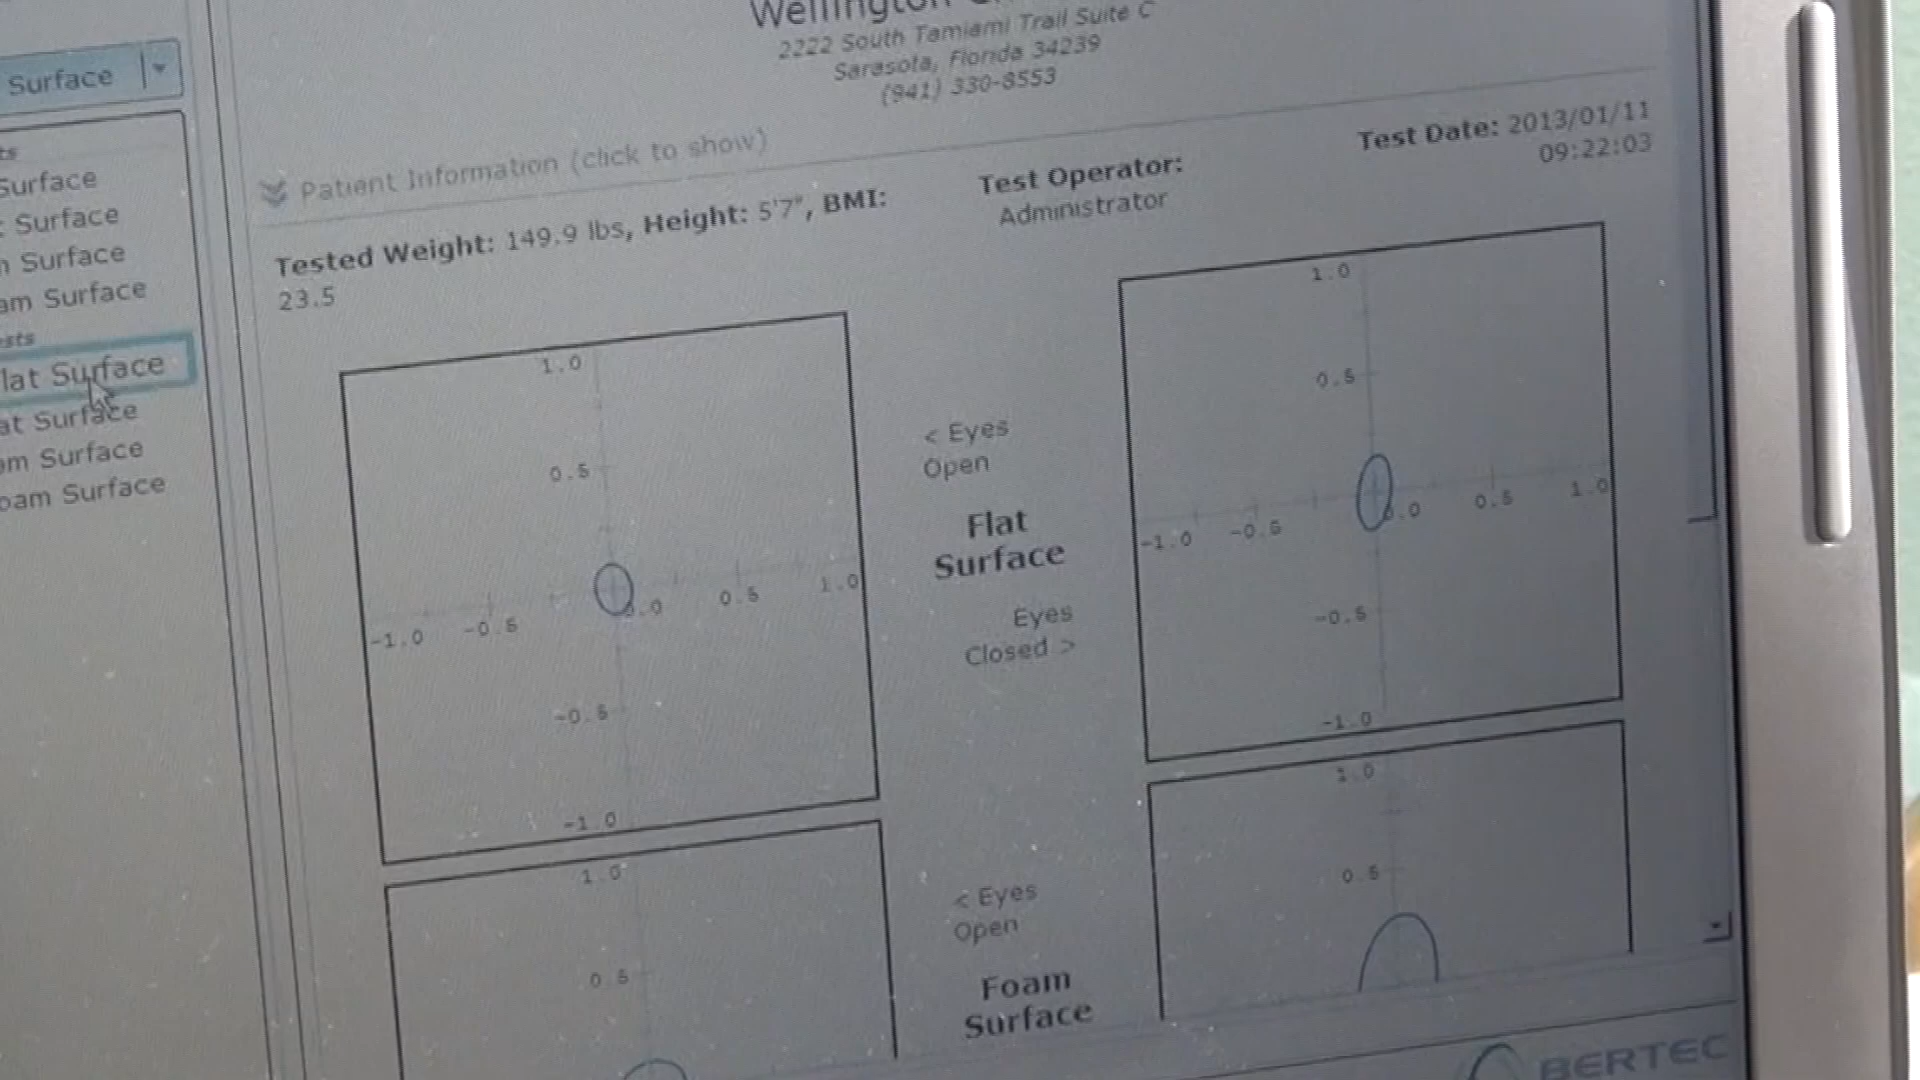 Wellington
2222 South Tamiami Trail Suite C
Sarasota, Florida 34239
(941) 330-8553
Surface
Surface
Surface
Surface
am Surface
lat Surface
at Surface
am Surface
oam Surface
Patient Information (click to show)
Tested Weight: 149.9 lbs, Height: 5'7", BMI:
23.5
Test Operator:
Administrator
Test Date: 2013/01/11
09:22:03
1.0
0.5
-1.0 -0.5 0.0 0.5 1.0
-0.5
-1.0
< Eyes
Open
Flat
Surface
Eyes
Closed >
1.0
0.5
-1.0 -0.5 0.0 0.5 1.0
-0.5
-1.0
1.0
0.5
< Eyes
Open
Foam
Surface
1.0
0.5
BERTEC